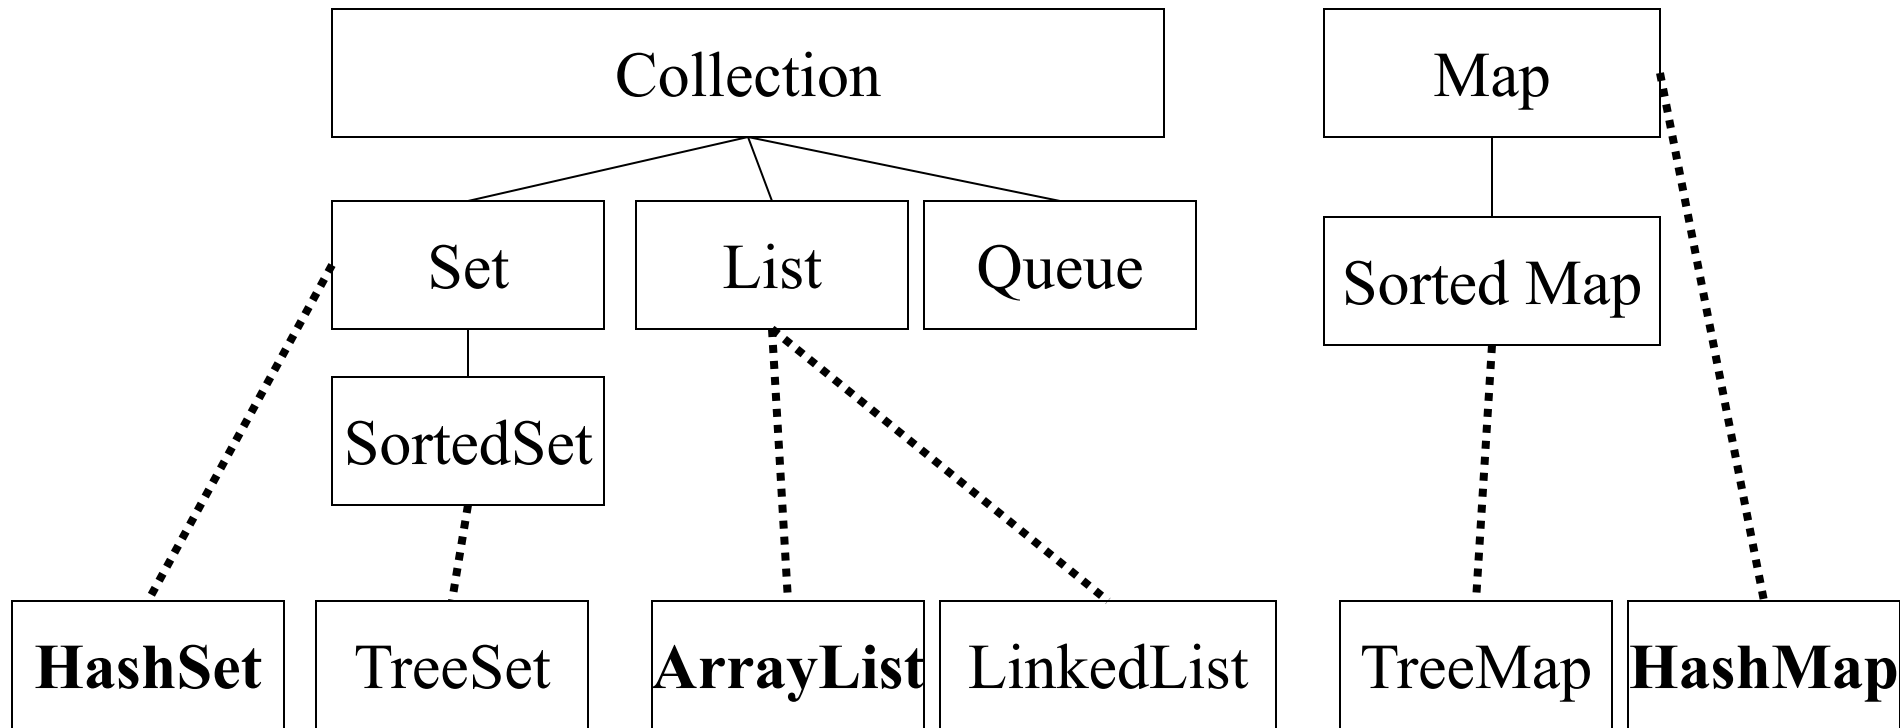 Collection
Map
Set
List
Queue
Sorted Map
SortedSet
HashSet
TreeSet
ArrayList
LinkedList
TreeMap
HashMap